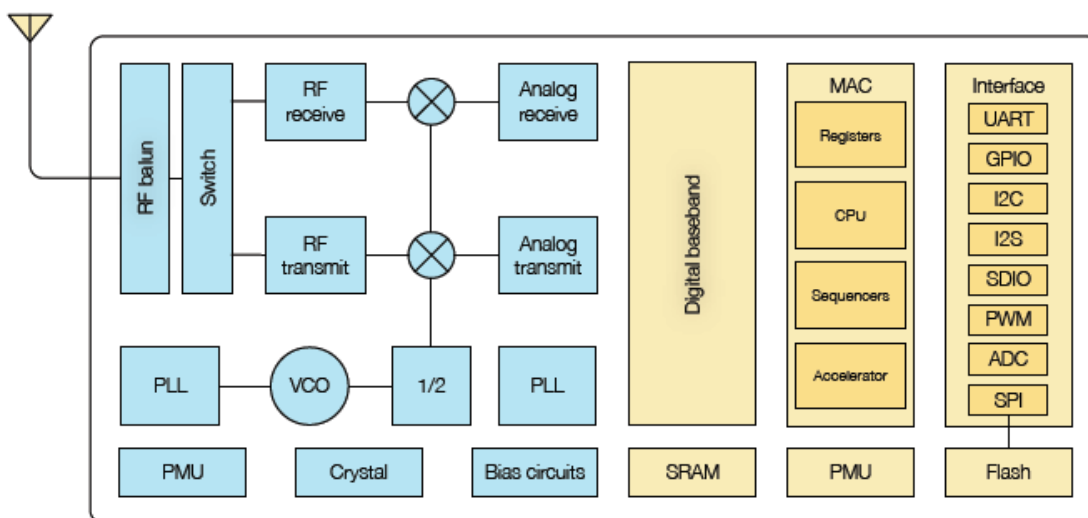 RF balun
Switch
RF
receive
Analog
receive
RF
transmit
Analog
transmit
PLL
VCO
1/2
PLL
PMU
Crystal
Bias circuits
Digital baseband
SRAM
MAC
Registers
CPU
Sequencers
Accelerator
PMU
Interface
UART
GPIO
I2C
I2S
SDIO
PWM
ADC
SPI
Flash